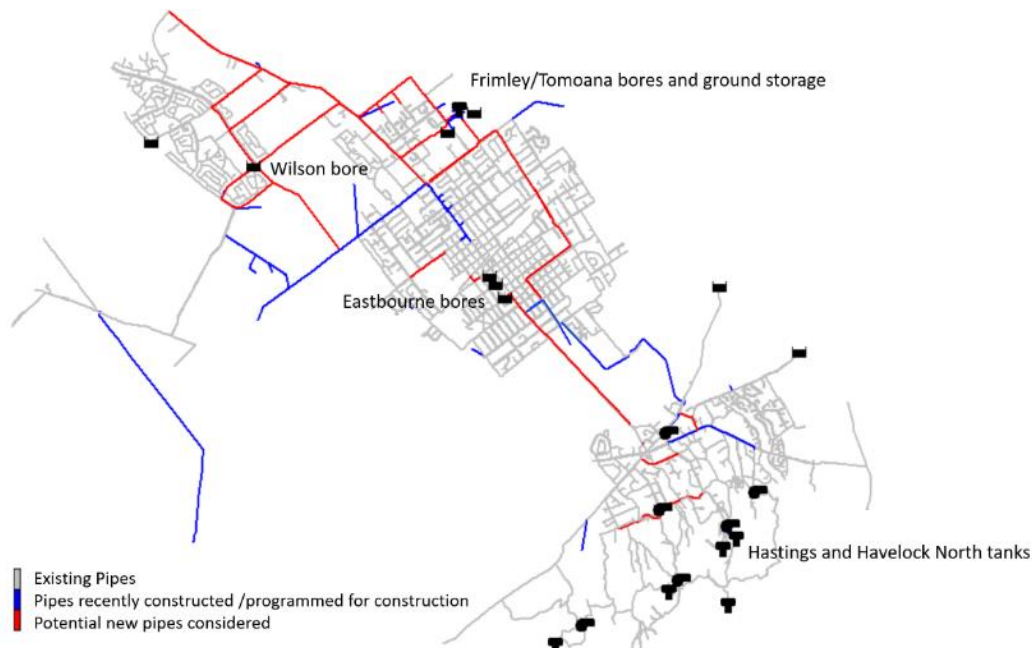 Frimley/Tomoana bores and ground storage
Wilson bore
Eastbourne bores
Hastings and Havelock North tanks
Existing Pipes
Pipes recently constructed /programmed for construction
Potential new pipes considered